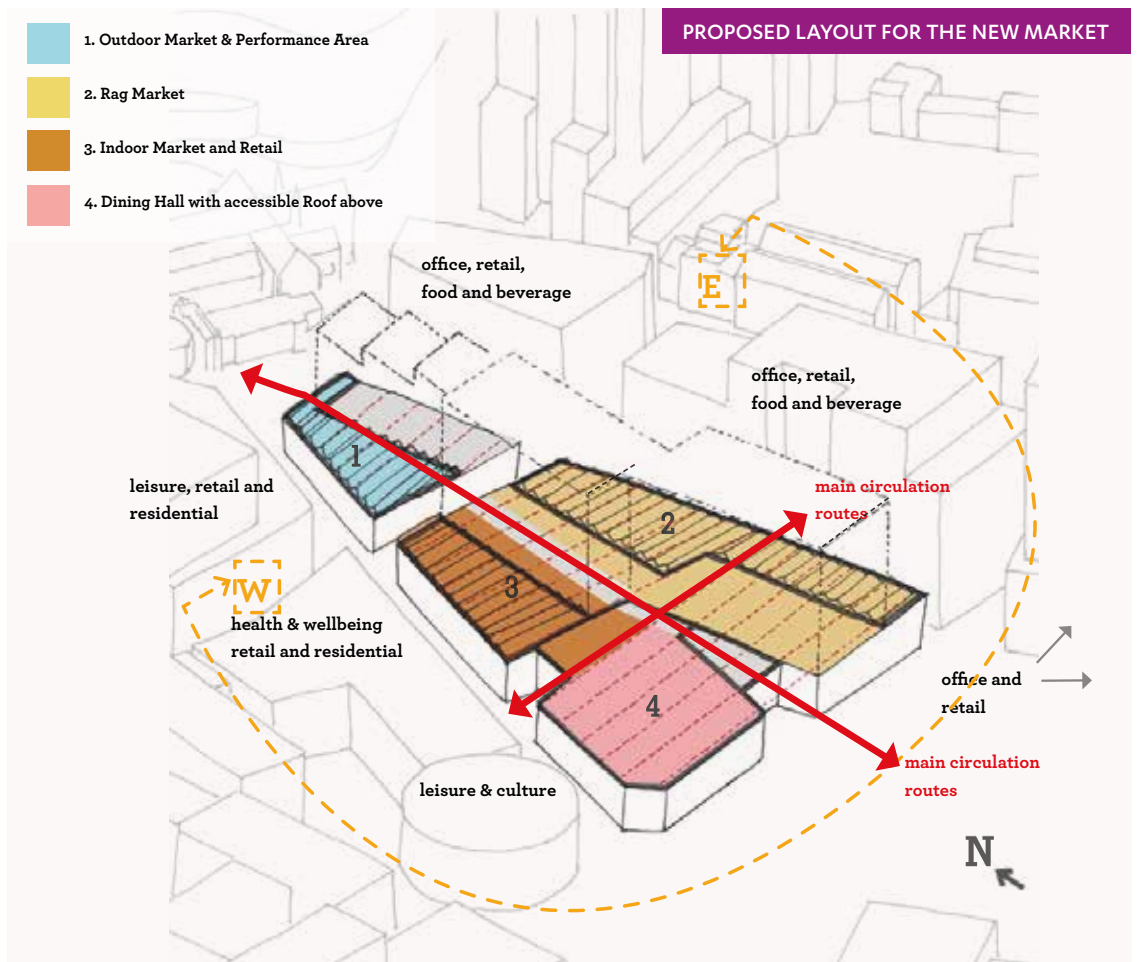 PROPOSED LAYOUT FOR THE NEW MARKET
1. Outdoor Market & Performance Area
2. Rag Market
3. Indoor Market and Retail
4. Dining Hall with accessible Roof above
office, retail,
food and beverage
E
office, retail,
food and beverage
1
leisure, retail and
residential
main circulation
routes
2
3
W
health & wellbeing
retail and residential
4
office and
retail
main circulation
routes
leisure & culture
N